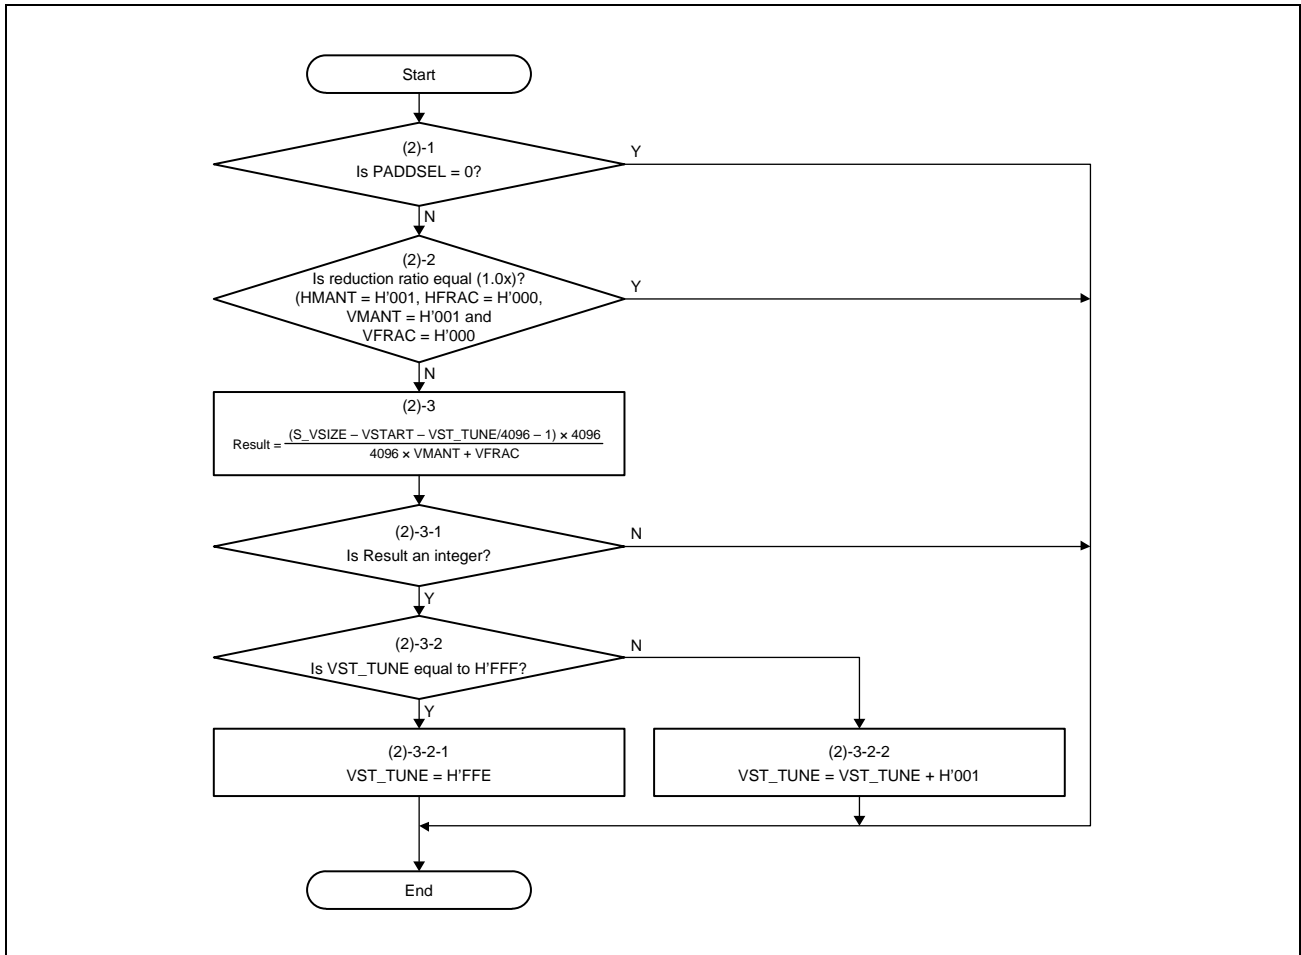 Start
(2)-1
Is PADDSEL = 0?
Y
N
(2)-2
Is reduction ratio equal (1.0x)?
(HMANT = H’001, HFRAC = H’000,
VMANT = H’001 and
VFRAC = H’000
Y
N
(2)-3
Result = (S_VSIZE – VSTART – VST_TUNE/4096 – 1) × 4096
4096 × VMANT + VFRAC
(2)-3-1
Is Result an integer?
N
Y
(2)-3-2
Is VST_TUNE equal to H’FFF?
N
Y
(2)-3-2-1
VST_TUNE = H’FFE
(2)-3-2-2
VST_TUNE = VST_TUNE + H’001
End